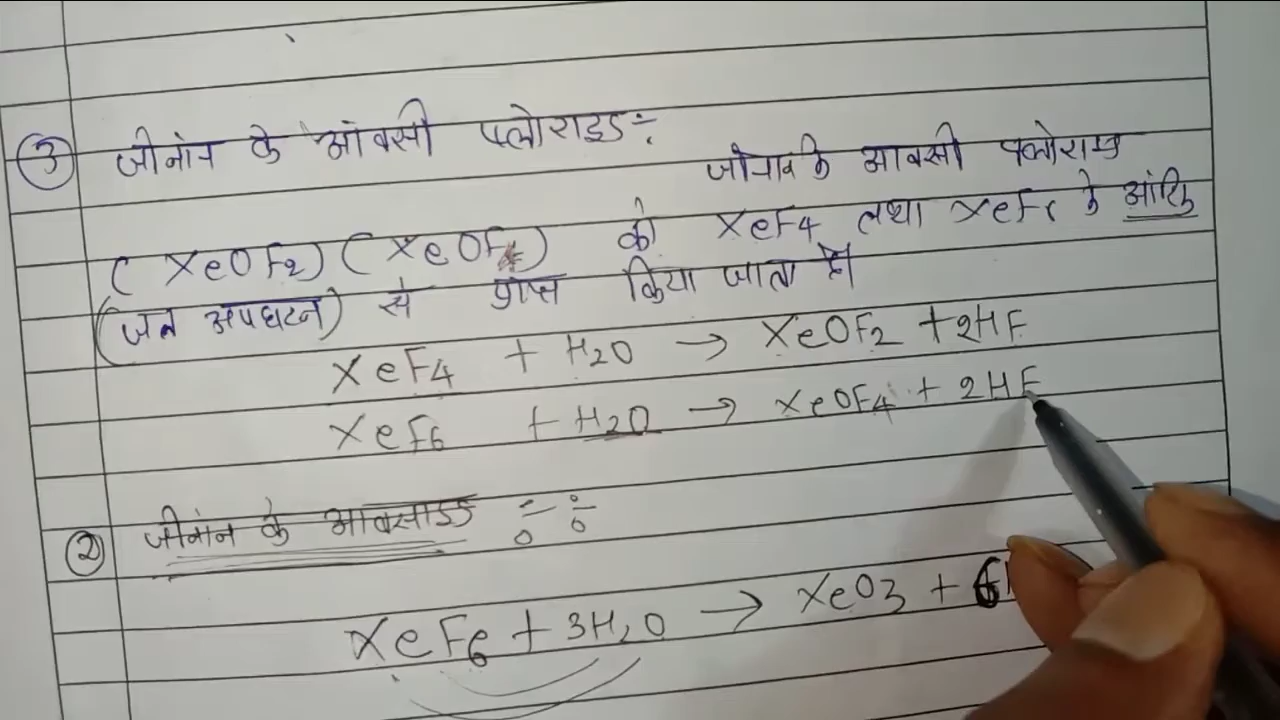 ③ जीनॉन के ऑक्सी फ्लोराइड ÷
जीनान के आक्सी फ्लोराइड
( XeOF2) ( XeOF4) को XeF4 तथा XeF6 के आंशिक
(जल अपघटन) से प्राप्त किया जाता है।
XeF4 + H2O → XeOF2 + 2HF
XeF6 + H2O → XeOF4 + 2HF
② जीनॉन के आक्साइड ÷
XeF6 + 3H2O → XeO3 + 6